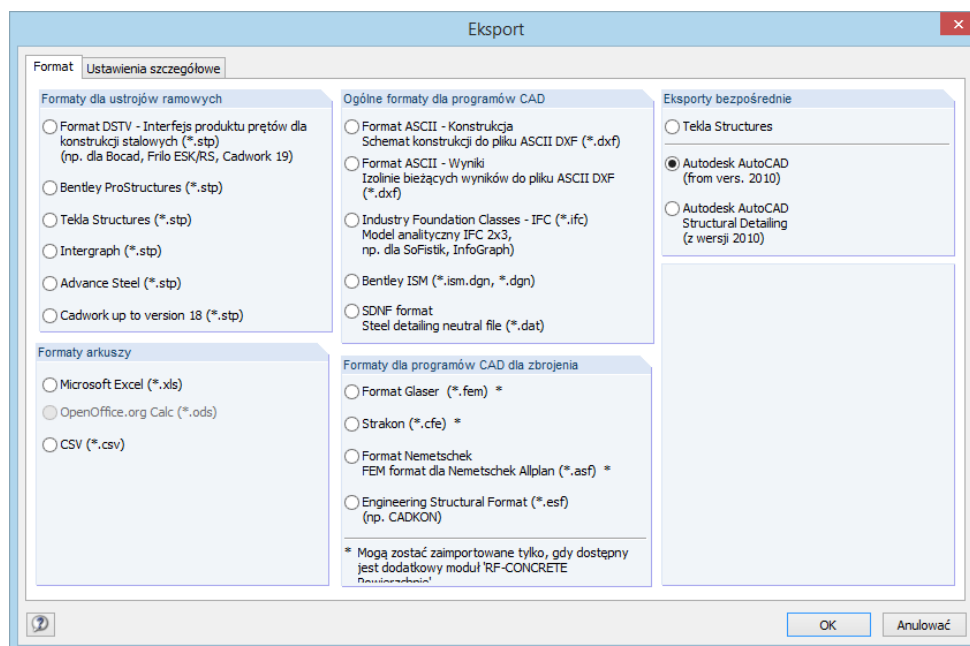 Eksport
Format
Ustawienia szczegółowe
Formaty dla ustrojów ramowych
Format DSTV - Interfejs produktu prętów dla
konstrukcji stalowych (*.stp)
(np. dla Bocad, Frilo ESK/RS, Cadwork 19)
Bentley ProStructures (*.stp)
Tekla Structures (*.stp)
Intergraph (*.stp)
Advance Steel (*.stp)
Cadwork up to version 18 (*.stp)
Formaty arkuszy
Microsoft Excel (*.xls)
OpenOffice.org Calc (*.ods)
CSV (*.csv)
Ogólne formaty dla programów CAD
Format ASCII - Konstrukcja
Schemat konstrukcji do pliku ASCII DXF (*.dxf)
Format ASCII - Wyniki
Izolinie bieżących wyników do pliku ASCII DXF
(*.dxf)
Industry Foundation Classes - IFC (*.ifc)
Model analityczny IFC 2x3,
np. dla SoFistik, InfoGraph)
Bentley ISM (*.ism.dgn, *.dgn)
SDNF format
Steel detailing neutral file (*.dat)
Formaty dla programów CAD dla zbrojenia
Format Glaser (*.fem) *
Strakon (*.cfe) *
Format Nemetschek
FEM format dla Nemetschek Allplan (*.asf) *
Engineering Structural Format (*.esf)
(np. CADKON)
* Mogą zostać zaimportowane tylko, gdy dostępny
jest dodatkowy moduł 'RF-CONCRETE
Powierzchnie'
Eksporty bezpośrednie
Tekla Structures
Autodesk AutoCAD
(from vers. 2010)
Autodesk AutoCAD
Structural Detailing
(z wersji 2010)
OK
Anulować